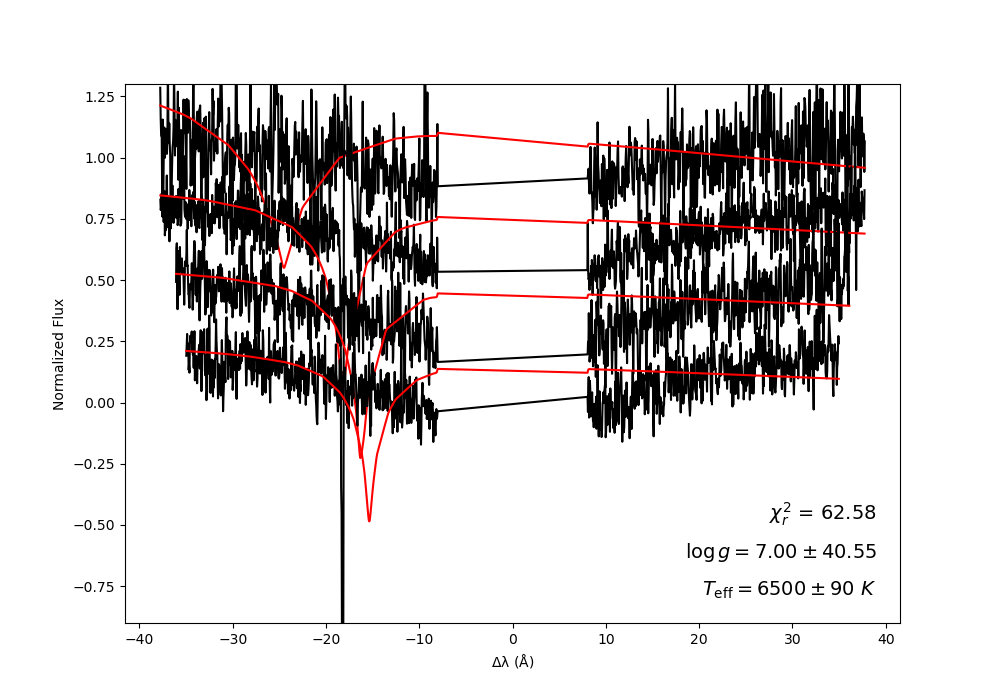 1.25
1.00
0.75
0.50
0.25
0.00
−0.25
−0.50
−0.75
Normalized Flux
χ²ᵣ = 62.58
log g = 7.00 ± 40.55
T_eff = 6500 ± 90 K
−40 −30 −20 −10 0 10 20 30 40
Δλ (Å)